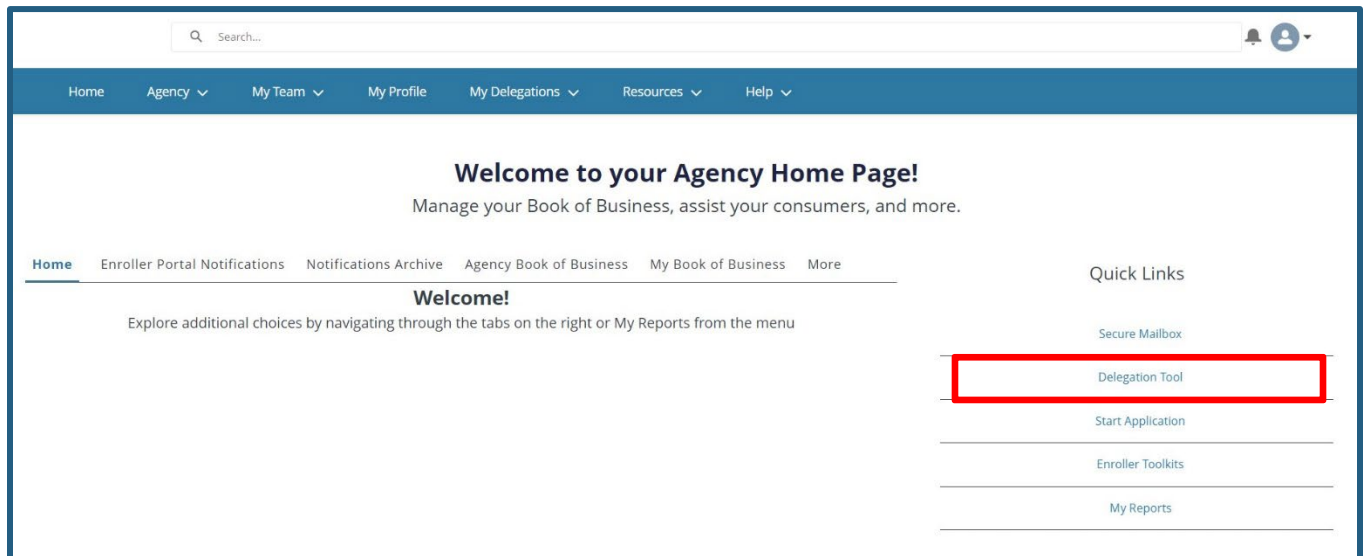 Search...
Home Agency My Team My Profile My Delegations Resources Help
Welcome to your Agency Home Page!
Manage your Book of Business, assist your consumers, and more.
Home Enroller Portal Notifications Notifications Archive Agency Book of Business My Book of Business More
Welcome!
Explore additional choices by navigating through the tabs on the right or My Reports from the menu
Quick Links
Secure Mailbox
Delegation Tool
Start Application
Enroller Toolkits
My Reports